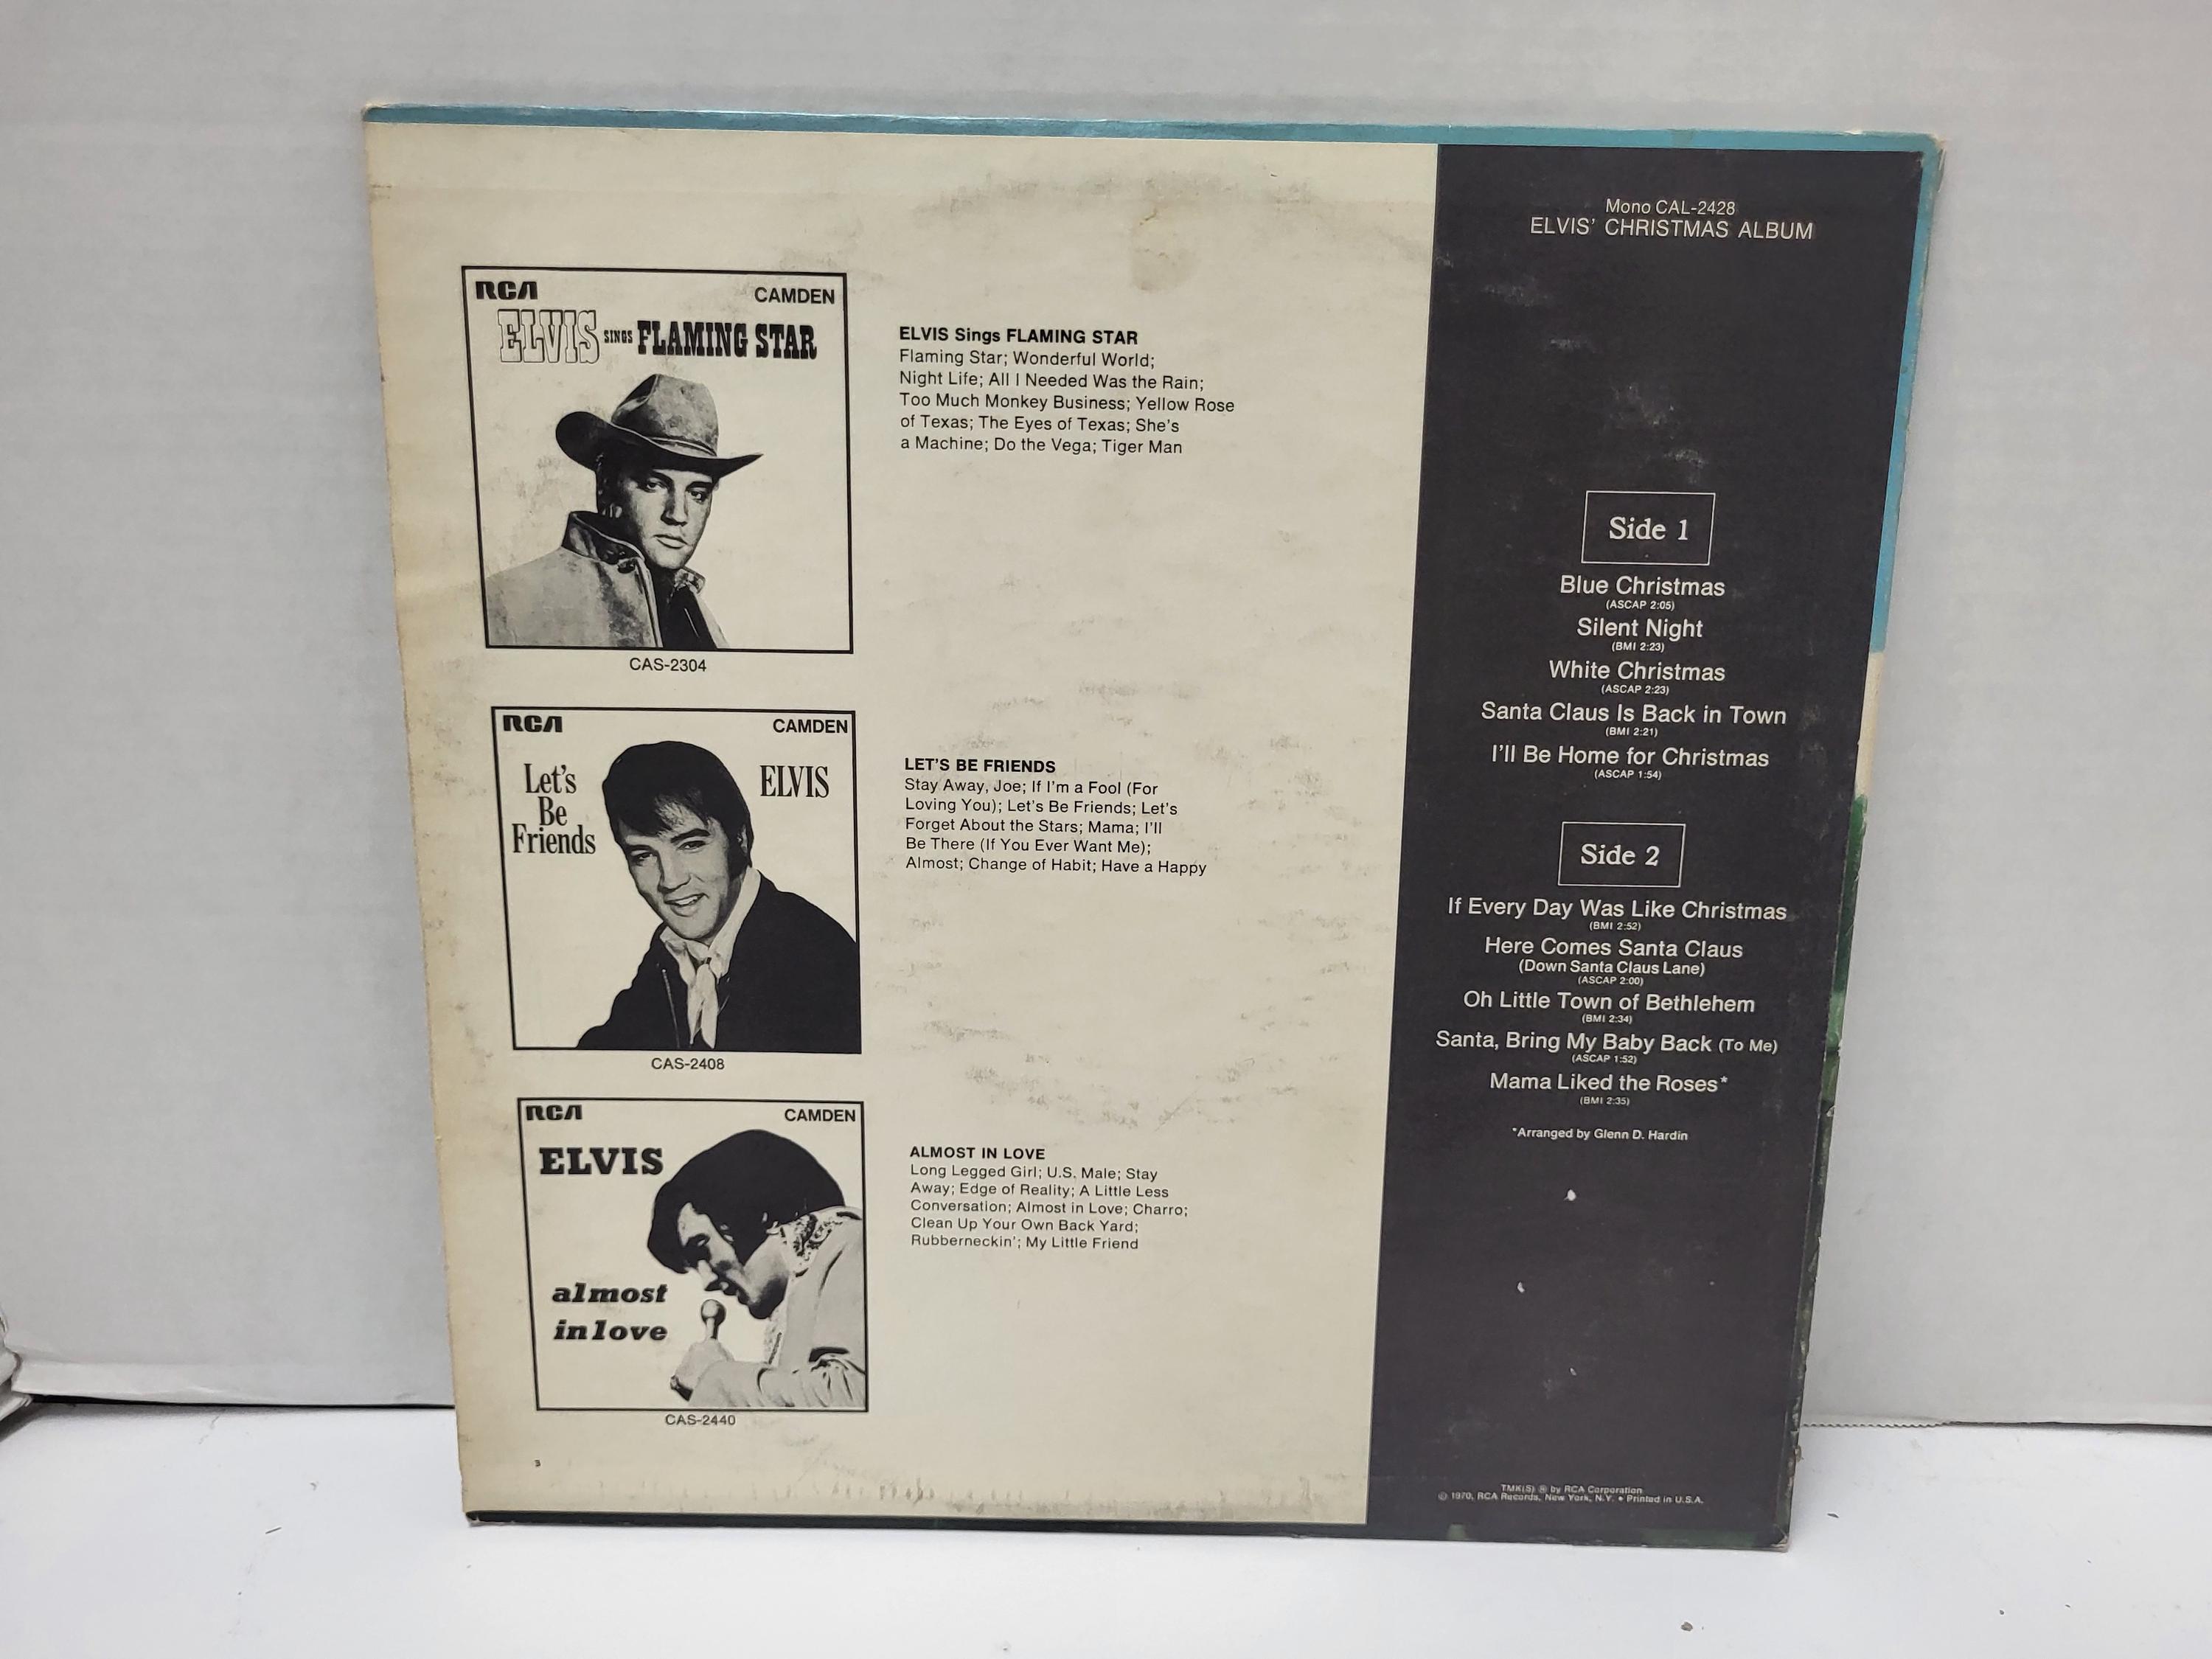 RCA CAMDEN
ELVIS SINGS FLAMING STAR
CAS-2304
ELVIS Sings FLAMING STAR
Flaming Star; Wonderful World;
Night Life; All I Needed Was the Rain;
Too Much Monkey Business; Yellow Rose
of Texas; The Eyes of Texas; She's
a Machine; Do the Vega; Tiger Man
RCA CAMDEN
Let's
Be
Friends
ELVIS
CAS-2408
LET'S BE FRIENDS
Stay Away, Joe; If I'm a Fool (For
Loving You); Let's Be Friends; Let's
Forget About the Stars; Mama; I'll
Be There (If You Ever Want Me);
Almost; Change of Habit; Have a Happy
RCA CAMDEN
ELVIS
almost
in love
CAS-2440
ALMOST IN LOVE
Long Legged Girl; U.S. Male; Stay
Away; Edge of Reality; A Little Less
Conversation; Almost in Love; Charro;
Clean Up Your Own Back Yard;
Rubberneckin'; My Little Friend
3
Mono CAL-2428
ELVIS' CHRISTMAS ALBUM
Side 1
Blue Christmas
(ASCAP 2:05)
Silent Night
(BMI 2:23)
White Christmas
(ASCAP 2:23)
Santa Claus Is Back in Town
(BMI 2:21)
I'll Be Home for Christmas
(ASCAP 1:54)
Side 2
If Every Day Was Like Christmas
(BMI 2:52)
Here Comes Santa Claus
(Down Santa Claus Lane)
(ASCAP 2:00)
Oh Little Town of Bethlehem
(BMI 2:34)
Santa, Bring My Baby Back (To Me)
(ASCAP 1:52)
Mama Liked the Roses*
(BMI 2:35)
*Arranged by Glenn D. Hardin
TMK(S) ® by RCA Corporation
© 1970, RCA Records, New York, N.Y. • Printed in U.S.A.